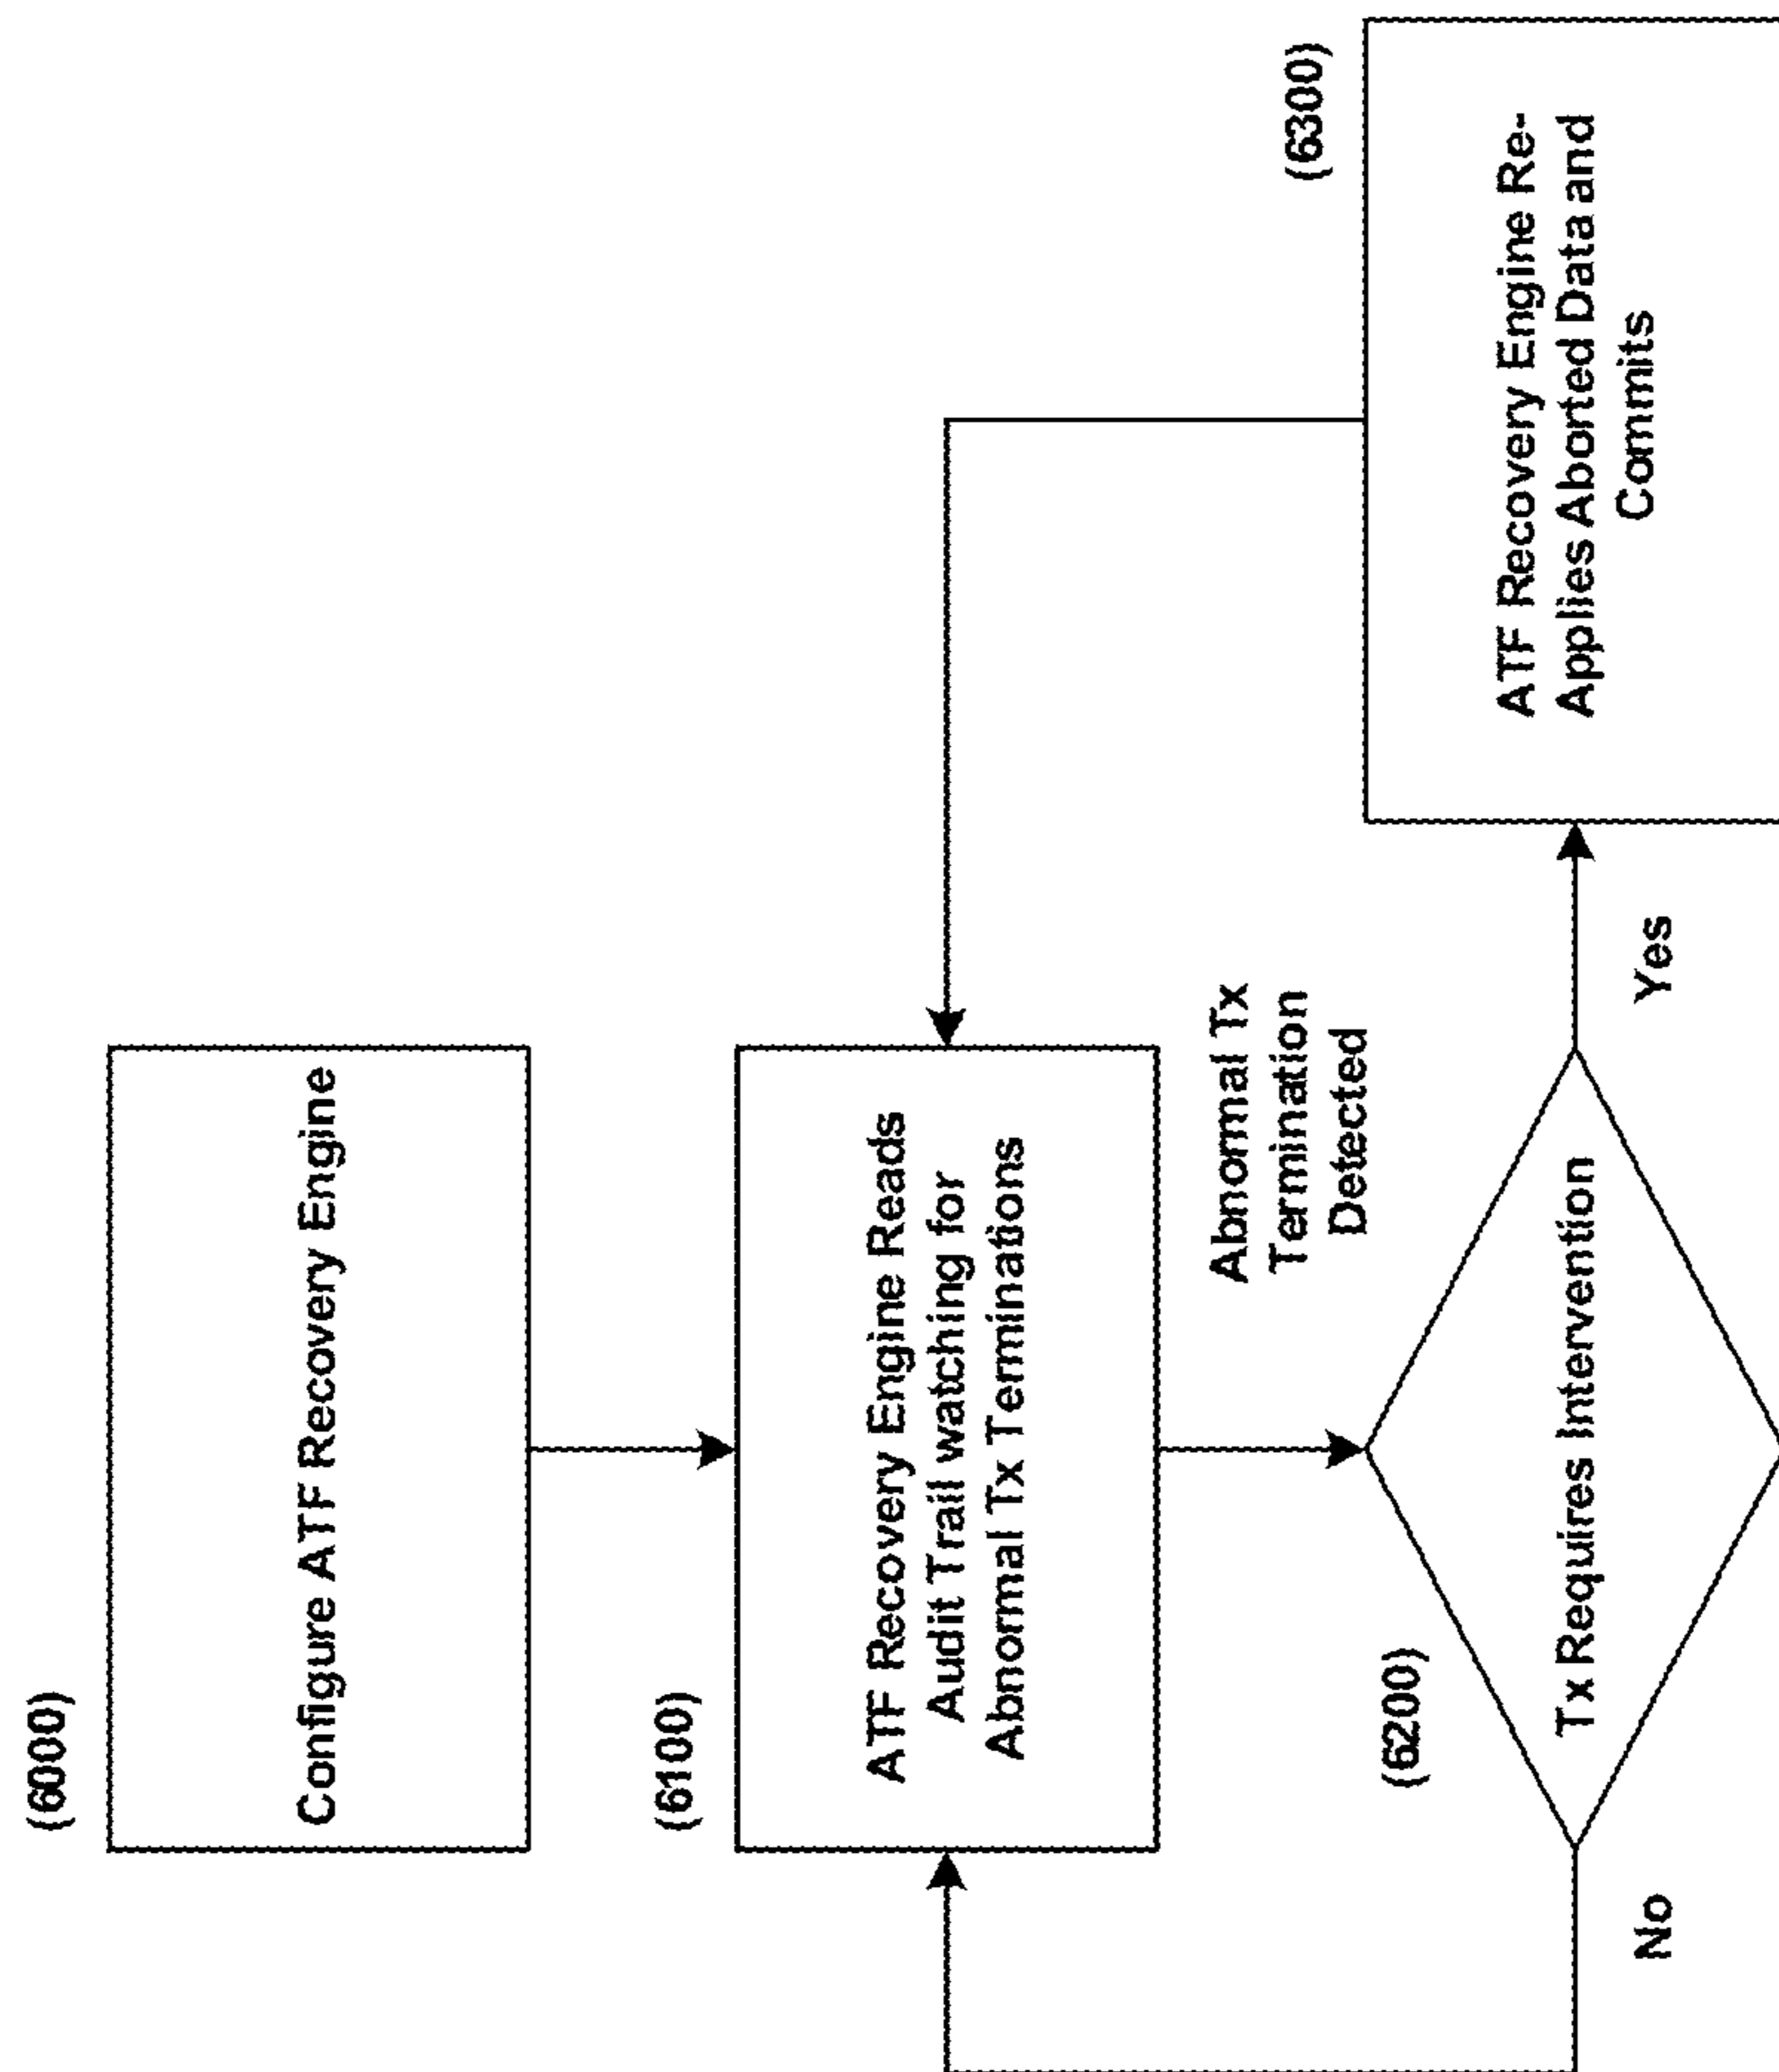 (6000)
Configure ATF Recovery Engine
(6100)
ATF Recovery Engine Reads
Audit Trail watching for
Abnormal Tx Terminations
Abnormal Tx
Termination
Detected
(6200)
Tx Requires Intervention
No
Yes
(6300)
ATF Recovery Engine Re-
Applies Aborted Data and
Commits